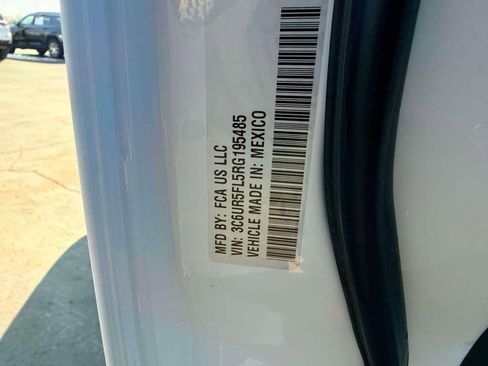 MFD BY: FCA US LLC
VIN: 3C6UR5FL5RG195485
VEHICLE MADE IN: MEXICO